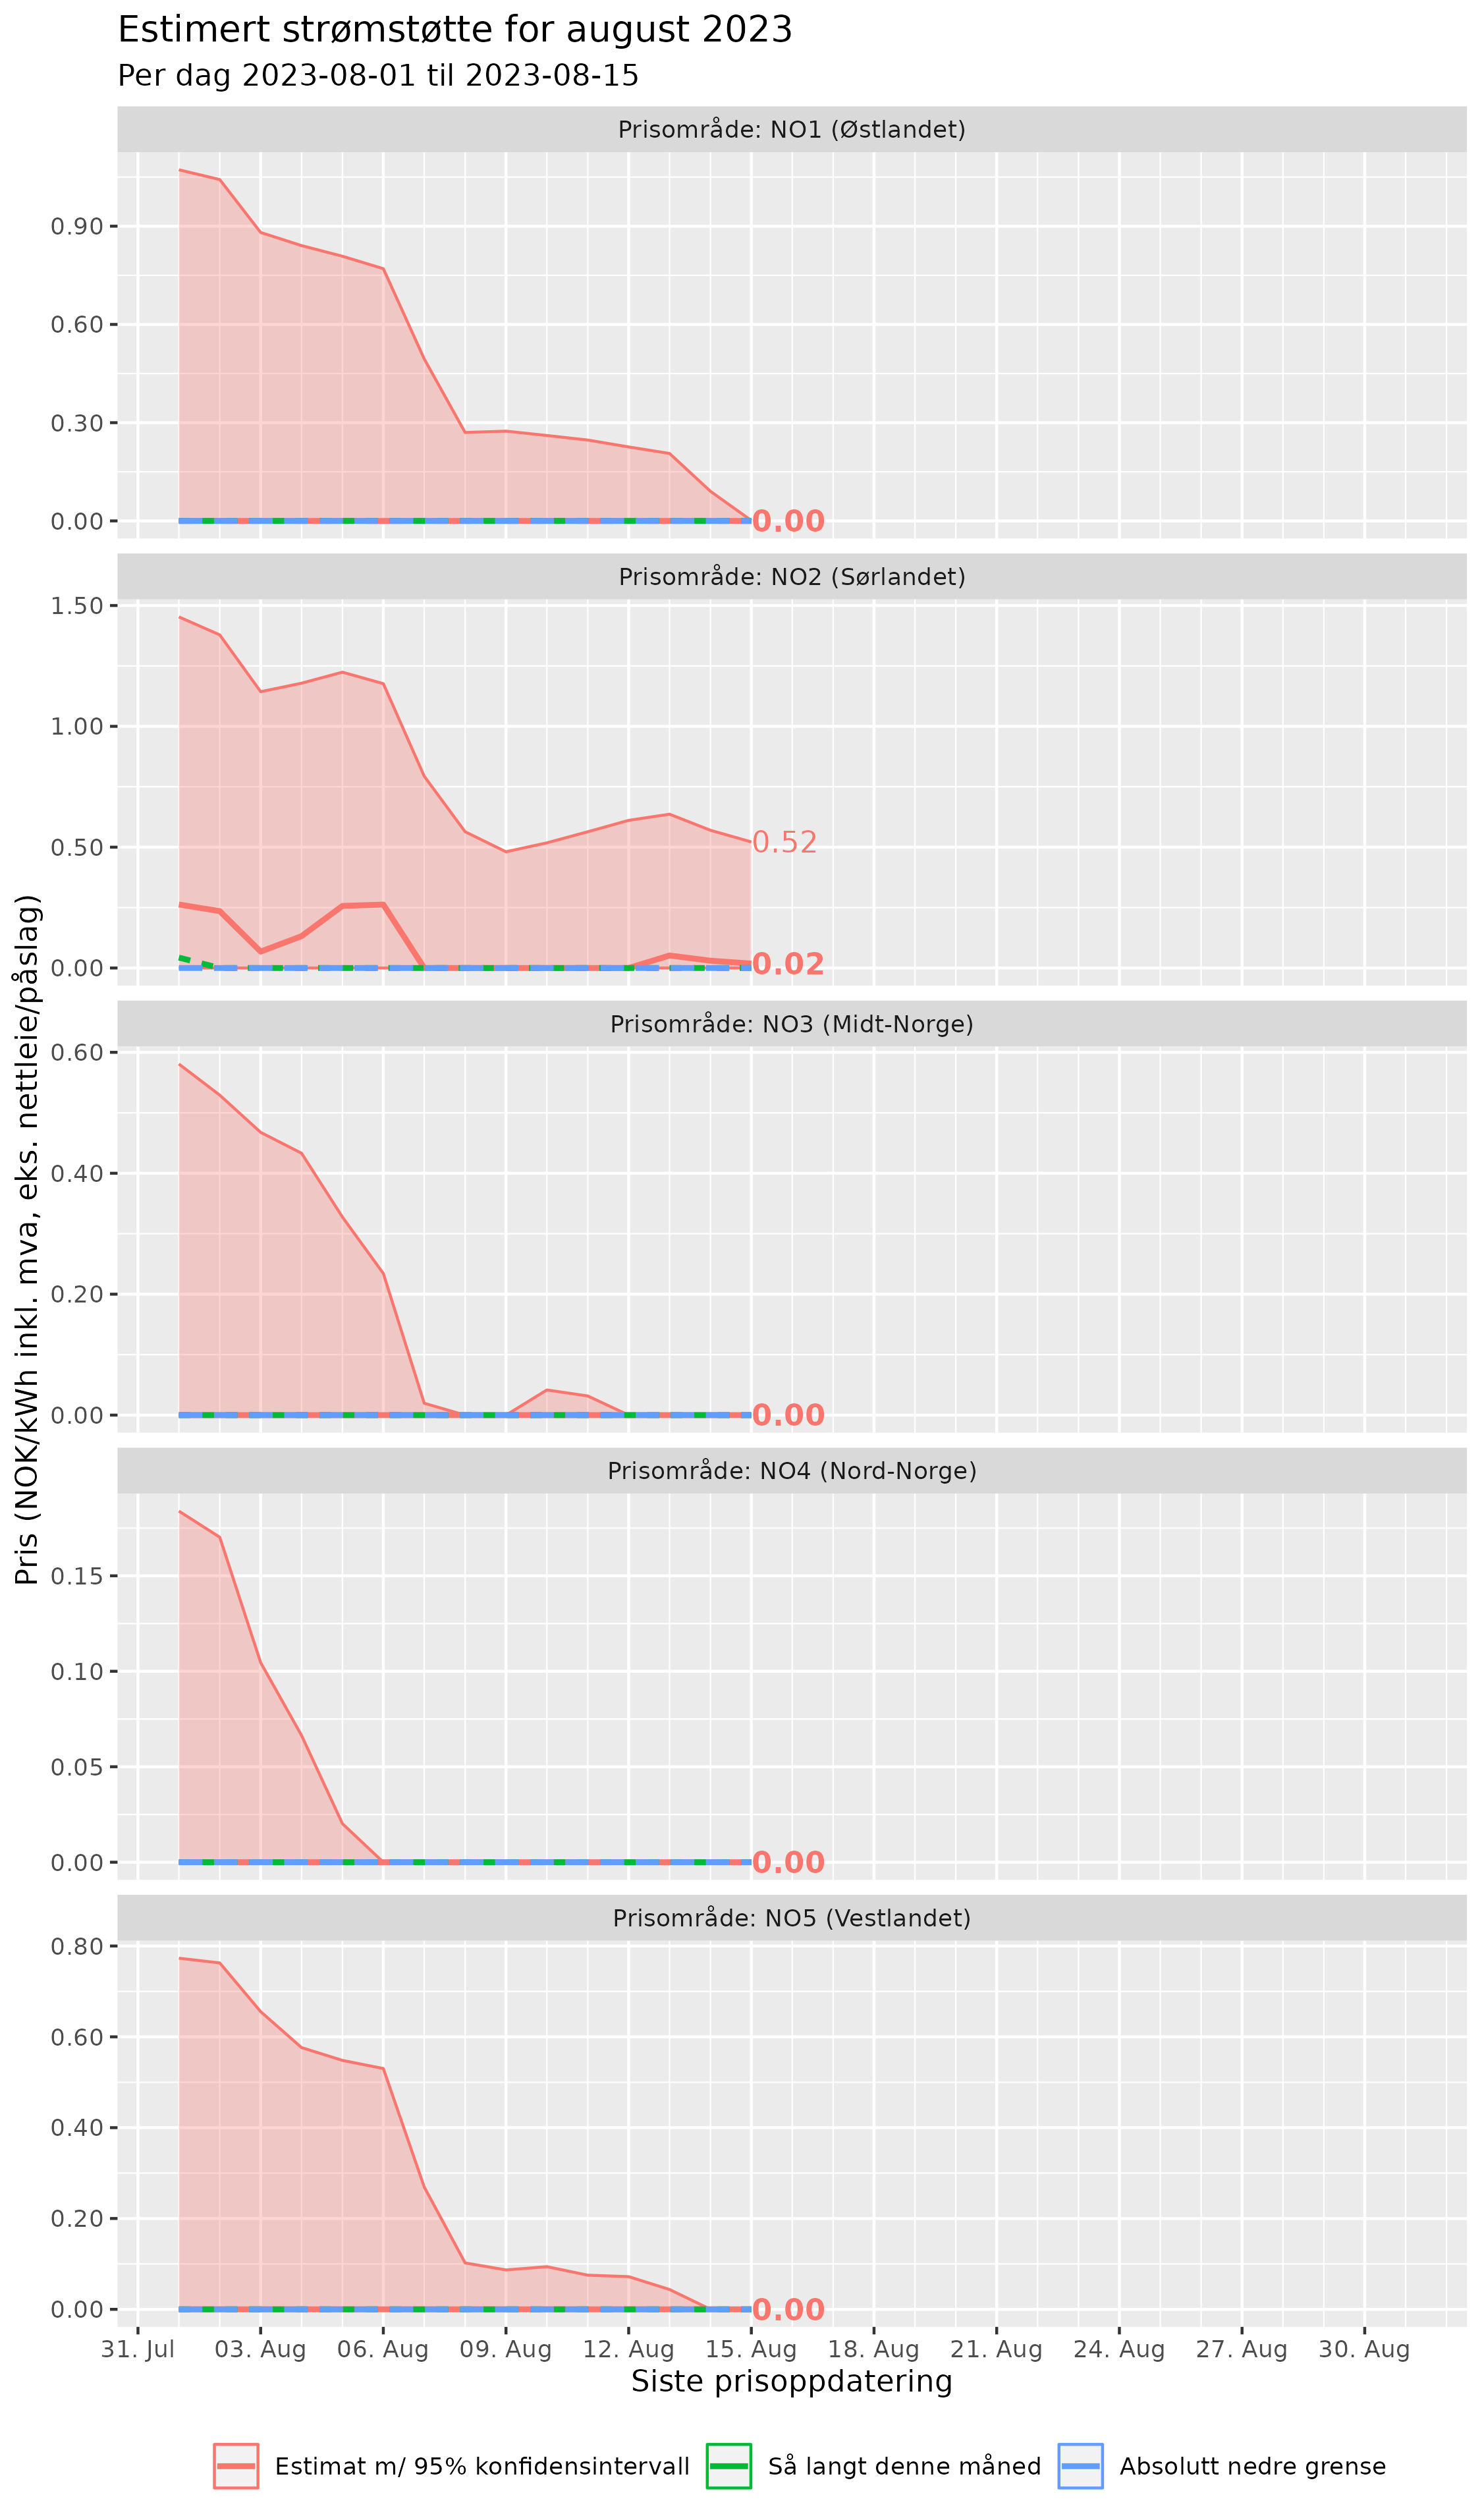 Estimert strømstøtte for august 2023
Per dag 2023-08-01 til 2023-08-15
Pris (NOK/kWh inkl. mva, eks. nettleie/påslag)
Prisområde: NO1 (Østlandet)
0.90
0.60
0.30
0.00
0.00
Prisområde: NO2 (Sørlandet)
1.50
1.00
0.50
0.00
0.52
0.02
Prisområde: NO3 (Midt-Norge)
0.60
0.40
0.20
0.00
0.00
Prisområde: NO4 (Nord-Norge)
0.15
0.10
0.05
0.00
0.00
Prisområde: NO5 (Vestlandet)
0.80
0.60
0.40
0.20
0.00
0.00
31. Jul 03. Aug 06. Aug 09. Aug 12. Aug 15. Aug 18. Aug 21. Aug 24. Aug 27. Aug 30. Aug
Siste prisoppdatering
Estimat m/ 95% konfidensintervall Så langt denne måned Absolutt nedre grense